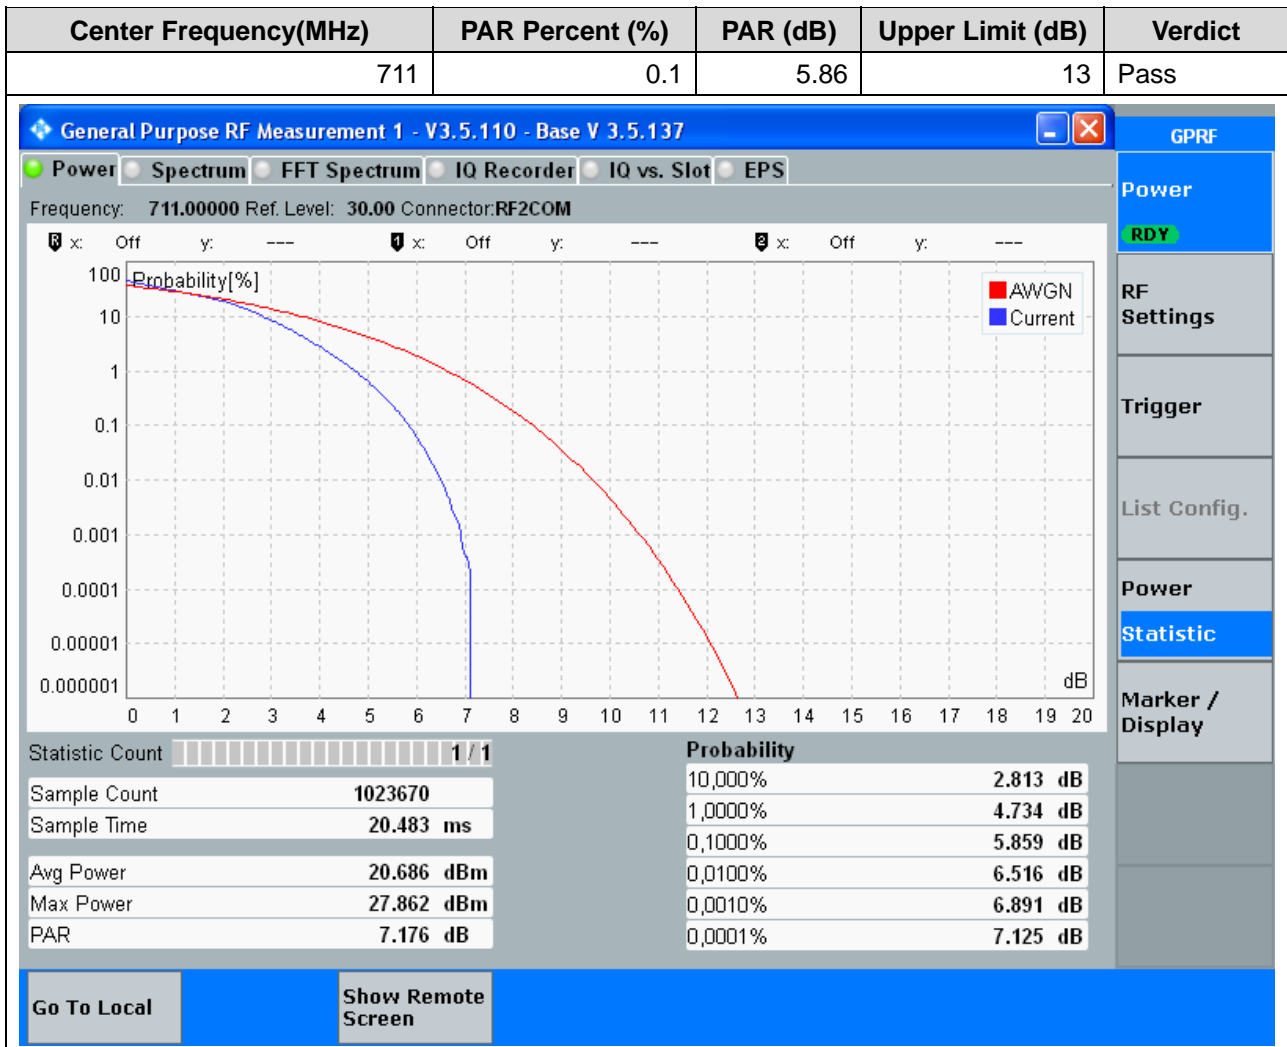 Center Frequency(MHz) PAR Percent (%) PAR (dB) Upper Limit (dB) Verdict
711 0.1 5.86 13 Pass
General Purpose RF Measurement 1 - V3.5.110 - Base V 3.5.137
GPRF
Power Spectrum FFT Spectrum IQ Recorder IQ vs. Slot EPS
Frequency: 711.00000 Ref. Level: 30.00 Connector:RF2COM
R x: Off y: --- 1 x: Off y: --- 2 x: Off y: ---
Power
RDY
RF
Settings
Trigger
List Config.
Power
Statistic
Marker /
Display
Probability[%]
AWGN
Current
100
10
1
0.1
0.01
0.001
0.0001
0.00001
0.000001
dB
0 1 2 3 4 5 6 7 8 9 10 11 12 13 14 15 16 17 18 19 20
Statistic Count 1 / 1
Sample Count 1023670
Sample Time 20.483 ms
Avg Power 20.686 dBm
Max Power 27.862 dBm
PAR 7.176 dB
Probability
10,000% 2.813 dB
1,0000% 4.734 dB
0,1000% 5.859 dB
0,0100% 6.516 dB
0,0010% 6.891 dB
0,0001% 7.125 dB
Go To Local
Show Remote
Screen